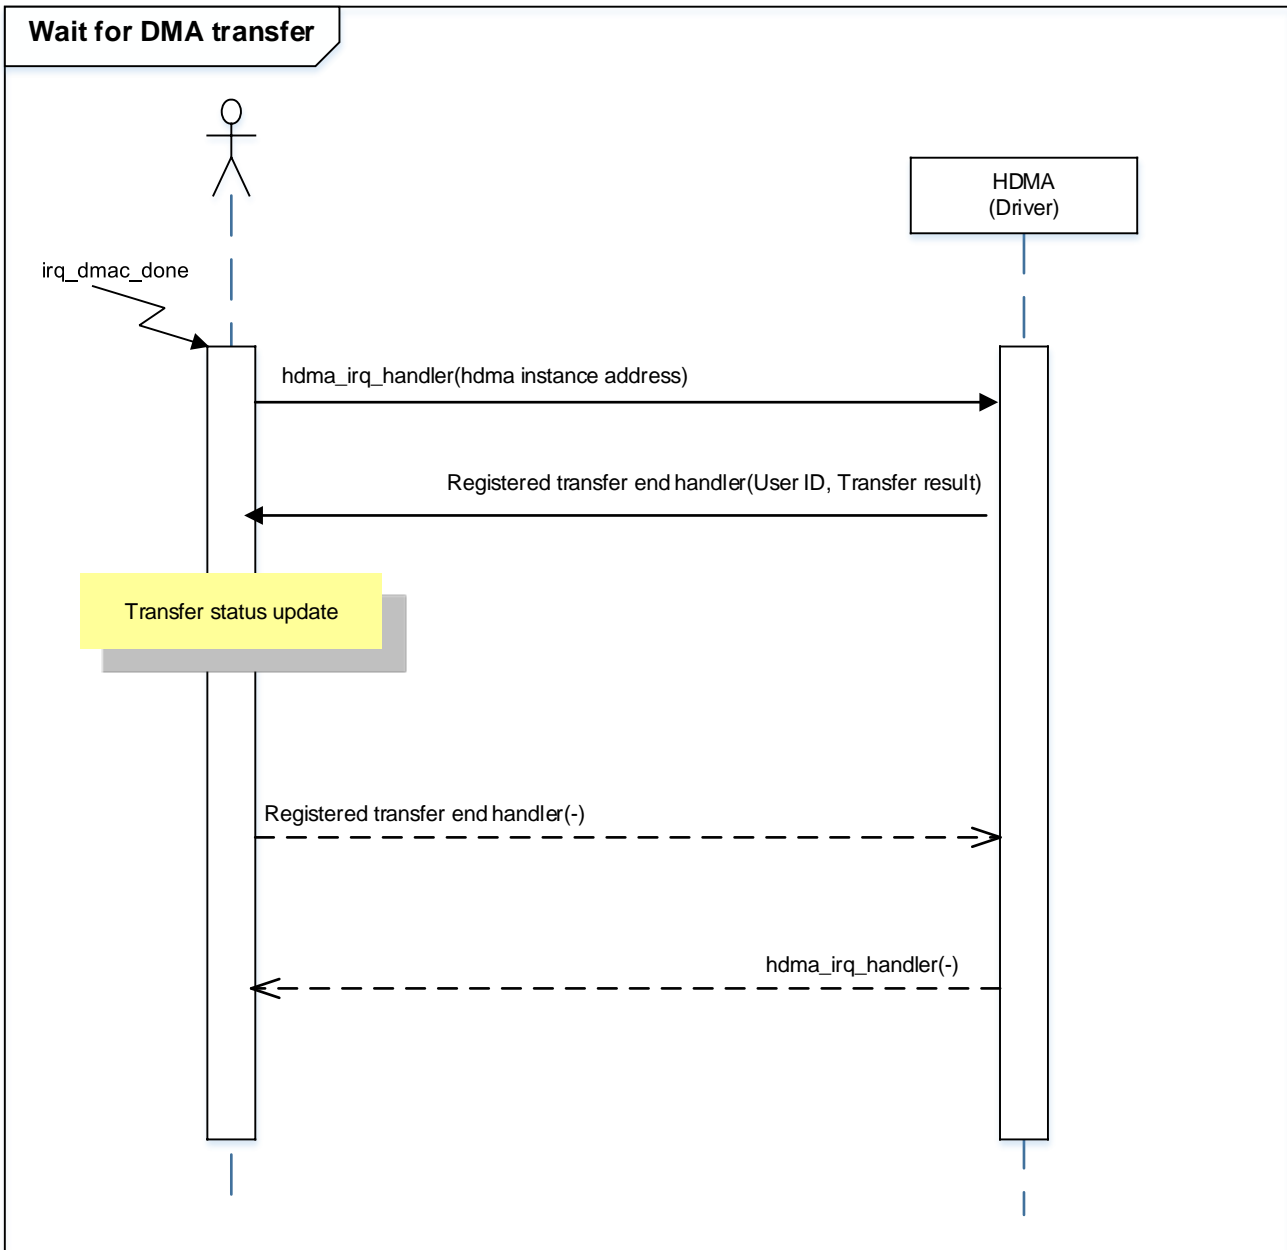 Wait for DMA transfer
HDMA
(Driver)
irq_dmac_done
hdma_irq_handler(hdma instance address)
Registered transfer end handler(User ID, Transfer result)
Transfer status update
Registered transfer end handler(-)
hdma_irq_handler(-)